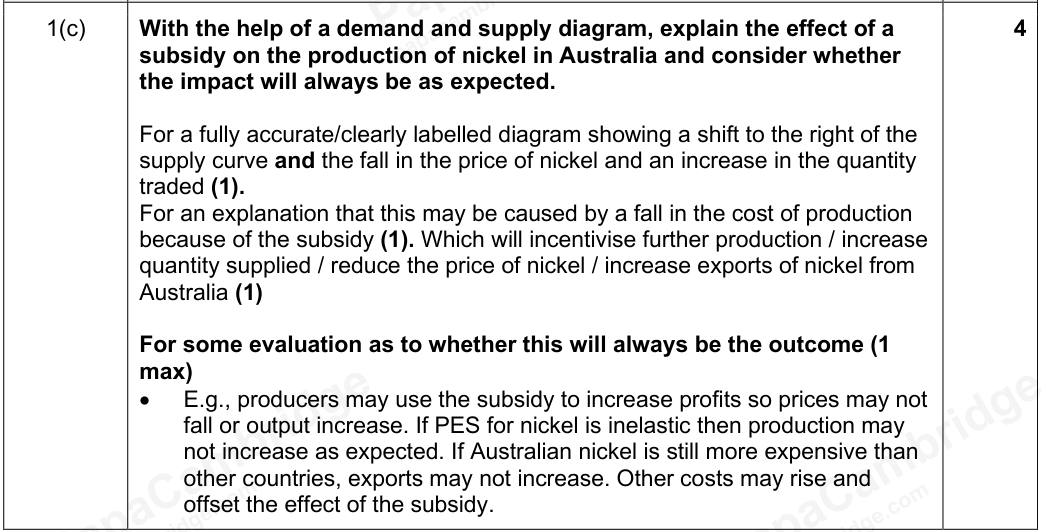 1(c) With the help of a demand and supply diagram, explain the effect of a 4
subsidy on the production of nickel in Australia and consider whether
the impact will always be as expected.
For a fully accurate/clearly labelled diagram showing a shift to the right of the
supply curve and the fall in the price of nickel and an increase in the quantity
traded (1).
For an explanation that this may be caused by a fall in the cost of production
because of the subsidy (1). Which will incentivise further production / increase
quantity supplied / reduce the price of nickel / increase exports of nickel from
Australia (1)
For some evaluation as to whether this will always be the outcome (1
max)
• E.g., producers may use the subsidy to increase profits so prices may not
fall or output increase. If PES for nickel is inelastic then production may
not increase as expected. If Australian nickel is still more expensive than
other countries, exports may not increase. Other costs may rise and
offset the effect of the subsidy.